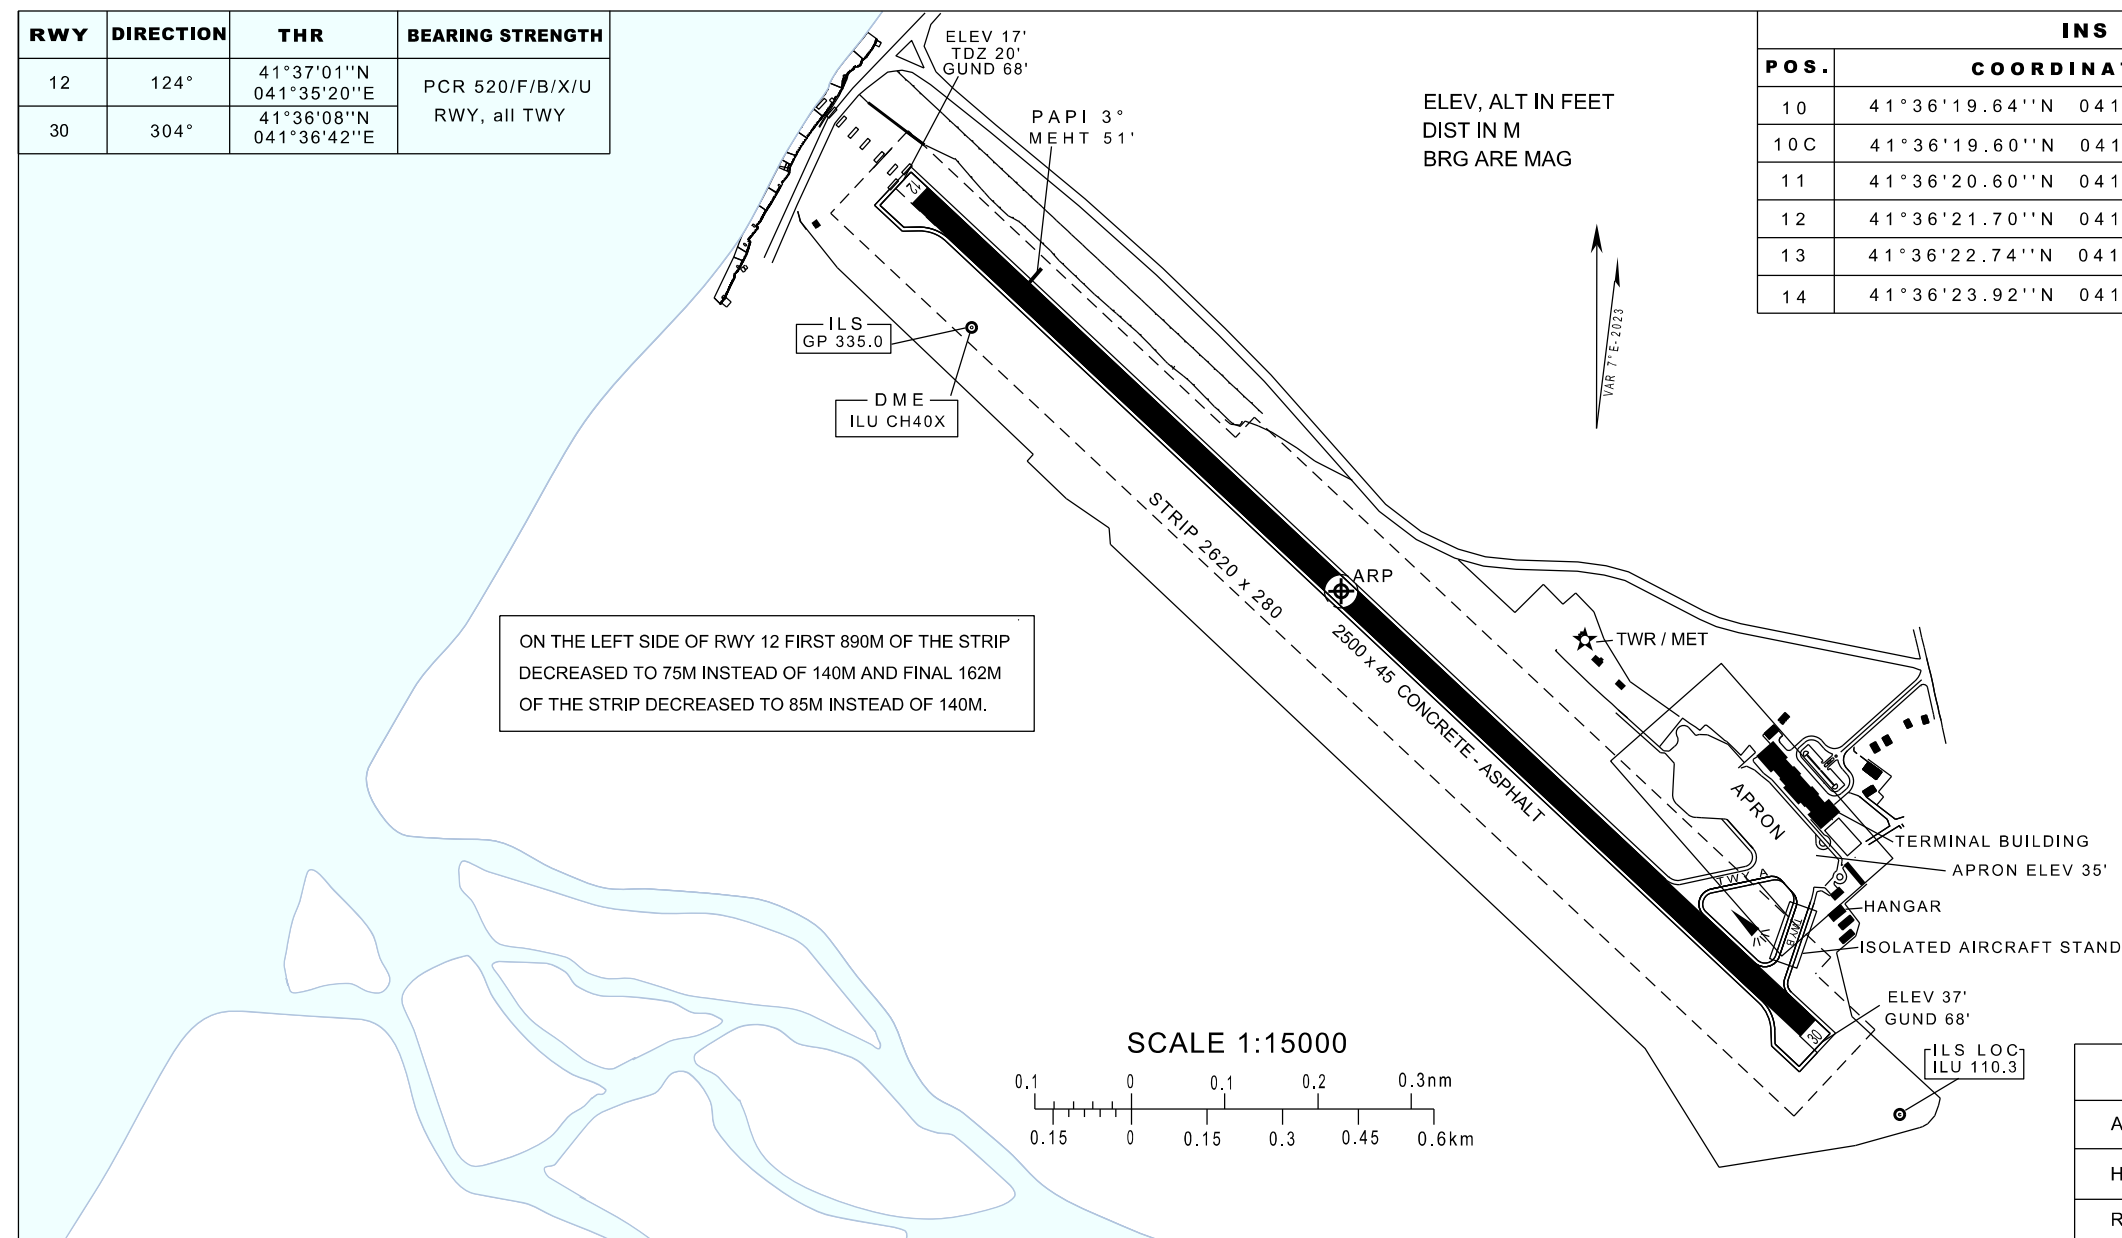 RWY DIRECTION THR BEARING STRENGTH
12 124° 41°37'01''N 041°35'20''E PCR 520/F/B/X/U
30 304° 41°36'08''N 041°36'42''E RWY, all TWY
ELEV 17'
TDZ 20'
GUND 68'
PAPI 3°
MEHT 51'
ELEV, ALT IN FEET
DIST IN M
BRG ARE MAG
INS
POS. COORDINA
10 41°36'19.64''N 041
10C 41°36'19.60''N 041
11 41°36'20.60''N 041
12 41°36'21.70''N 041
13 41°36'22.74''N 041
14 41°36'23.92''N 041
12
VAR 7°E-2023
ILS
GP 335.0
DME
ILU CH40X
STRIP 2620 x 280
ARP
2500 x 45 CONCRETE - ASPHALT
ON THE LEFT SIDE OF RWY 12 FIRST 890M OF THE STRIP
DECREASED TO 75M INSTEAD OF 140M AND FINAL 162M
OF THE STRIP DECREASED TO 85M INSTEAD OF 140M.
TWR / MET
APRON
TERMINAL BUILDING
APRON ELEV 35'
TWY A
HANGAR
TWY B
ISOLATED AIRCRAFT STAND
ELEV 37'
GUND 68'
30
ILS LOC
ILU 110.3
SCALE 1:15000
0.1 0 0.1 0.2 0.3nm
0.15 0 0.15 0.3 0.45 0.6km
A
H
R